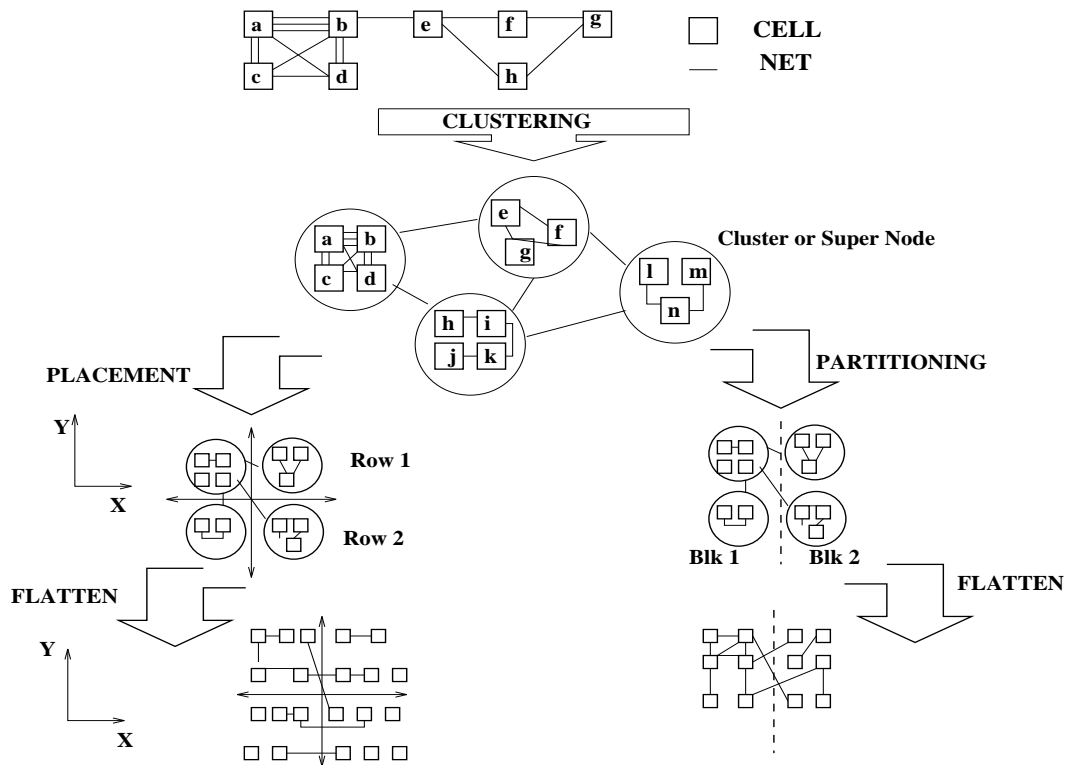 a b e f g CELL
c d h NET
CLUSTERING
e
f
g
a b
c d
Cluster or Super Node
l m
n
h i
j k
PLACEMENT PARTITIONING
Y
X
Row 1
Row 2
Blk 1 Blk 2
FLATTEN FLATTEN
Y
X